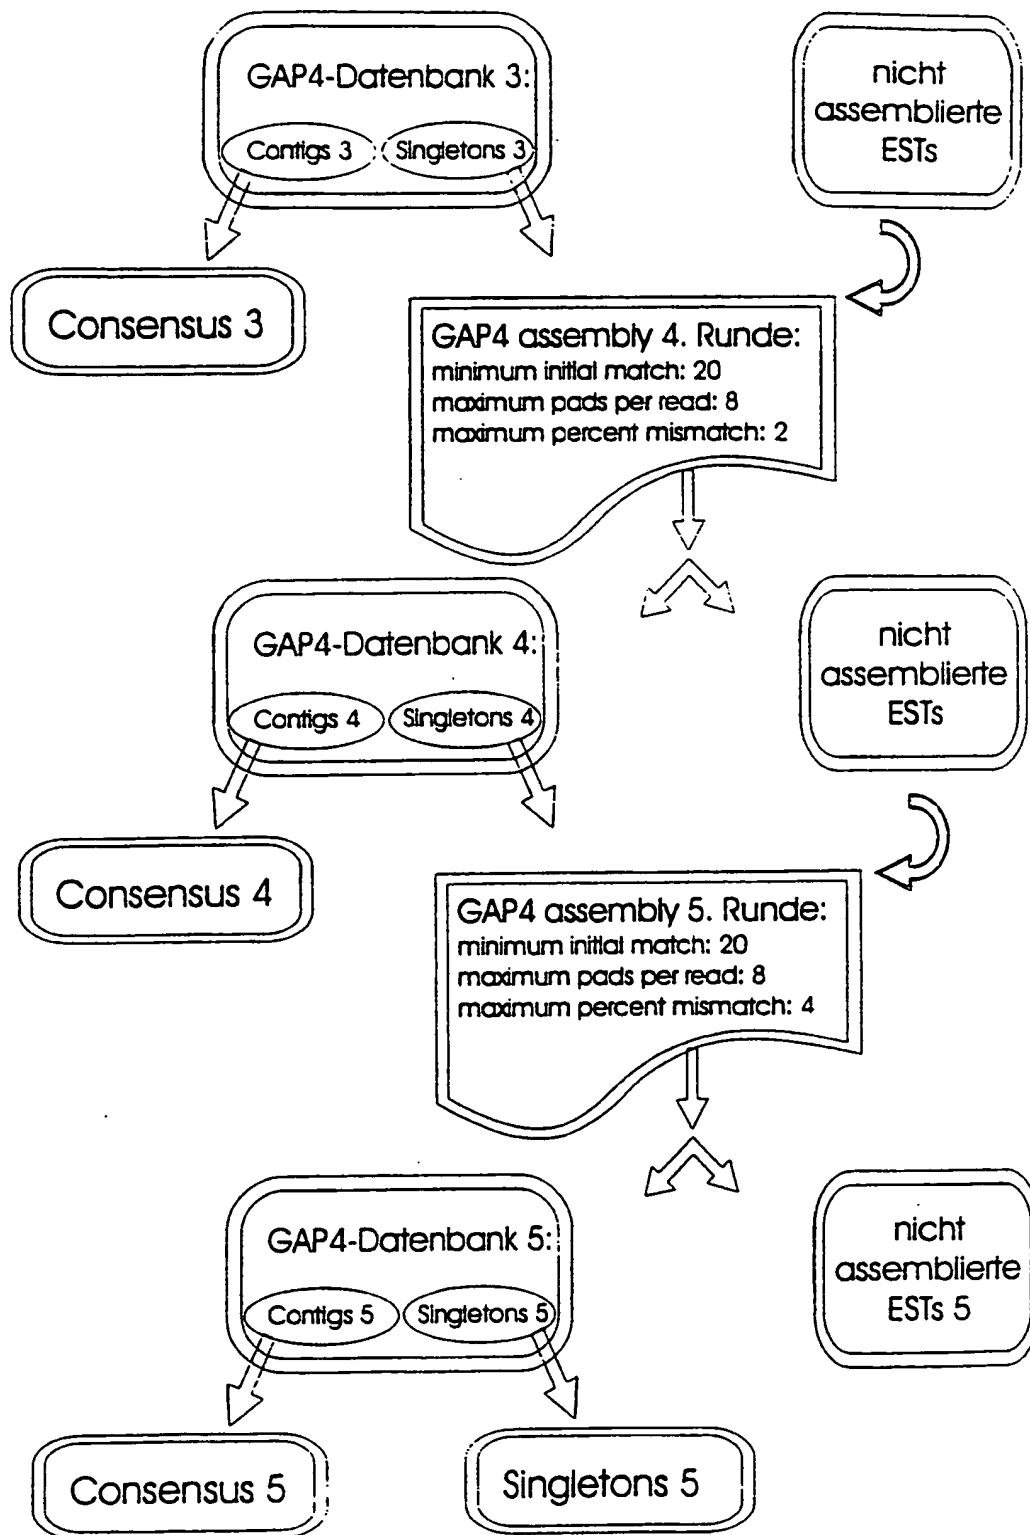 GAP4-Datenbank 3:
Contigs 3
Singletons 3
nicht
assemblierte
ESTs
Consensus 3
GAP4 assembly 4. Runde:
minimum initial match: 20
maximum pads per read: 8
maximum percent mismatch: 2
GAP4-Datenbank 4:
Contigs 4
Singletons 4
nicht
assemblierte
ESTs
Consensus 4
GAP4 assembly 5. Runde:
minimum initial match: 20
maximum pads per read: 8
maximum percent mismatch: 4
GAP4-Datenbank 5:
Contigs 5
Singletons 5
nicht
assemblierte
ESTs 5
Consensus 5
Singletons 5